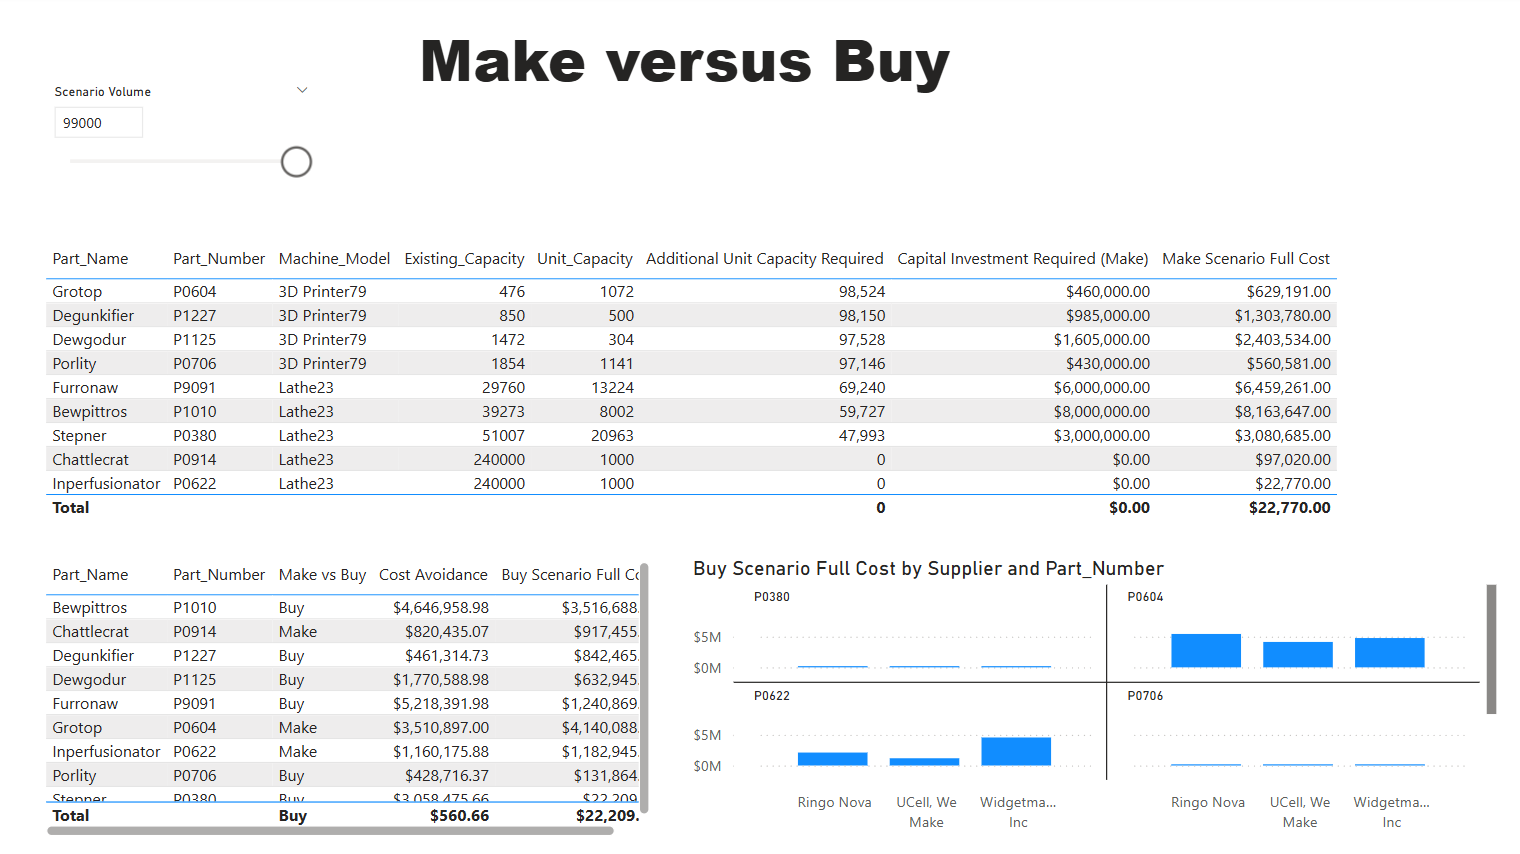 Make versus Buy
Scenario Volume
99000
Part_Name Part_Number Machine_Model Existing_Capacity Unit_Capacity Additional Unit Capacity Required Capital Investment Required (Make) Make Scenario Full Cost
Grotop P0604 3D Printer79 476 1072 98,524 $460,000.00 $629,191.00
Degunkifier P1227 3D Printer79 850 500 98,150 $985,000.00 $1,303,780.00
Dewgodur P1125 3D Printer79 1472 304 97,528 $1,605,000.00 $2,403,534.00
Porlity P0706 3D Printer79 1854 1141 97,146 $430,000.00 $560,581.00
Furronaw P9091 Lathe23 29760 13224 69,240 $6,000,000.00 $6,459,261.00
Bewpittros P1010 Lathe23 39273 8002 59,727 $8,000,000.00 $8,163,647.00
Stepner P0380 Lathe23 51007 20963 47,993 $3,000,000.00 $3,080,685.00
Chattlecrat P0914 Lathe23 240000 1000 0 $0.00 $97,020.00
Inperfusionator P0622 Lathe23 240000 1000 0 $0.00 $22,770.00
Total 0 $0.00 $22,770.00
Part_Name Part_Number Make vs Buy Cost Avoidance Buy Scenario Full Co
Bewpittros P1010 Buy $4,646,958.98 $3,516,688.
Chattlecrat P0914 Make $820,435.07 $917,455.
Degunkifier P1227 Buy $461,314.73 $842,465.
Dewgodur P1125 Buy $1,770,588.98 $632,945.
Furronaw P9091 Buy $5,218,391.98 $1,240,869.
Grotop P0604 Make $3,510,897.00 $4,140,088.
Inperfusionator P0622 Make $1,160,175.88 $1,182,945.
Porlity P0706 Buy $428,716.37 $131,864.
Stepner P0380 Buy $3,058,475.66 $22,209.
Total Buy $560.66 $22,209.
Buy Scenario Full Cost by Supplier and Part_Number
P0380 P0604
$5M
$0M
P0622 P0706
$5M
$0M
Ringo Nova UCell, We Widgetma... Ringo Nova UCell, We Widgetma...
Make Inc Make Inc